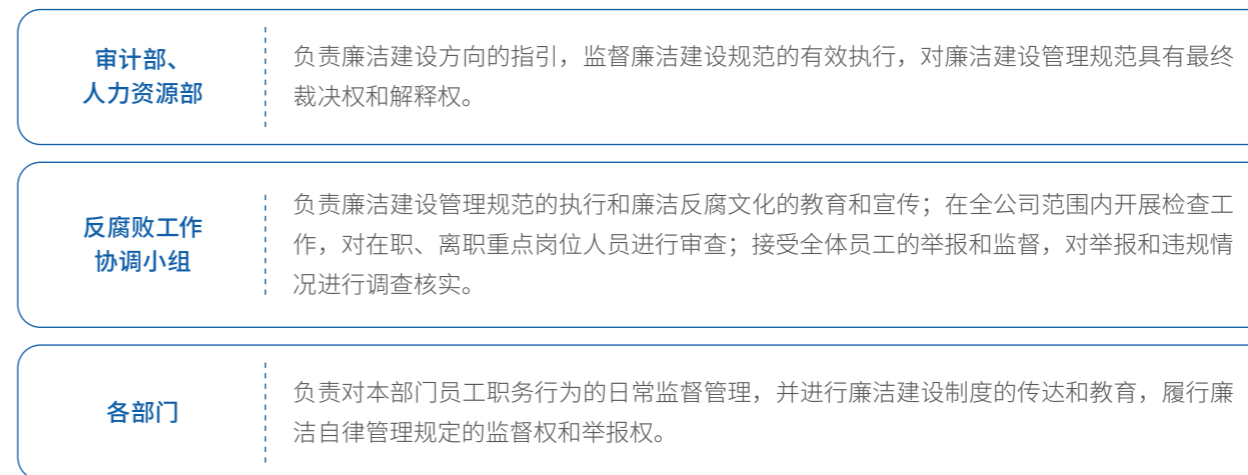 审计部、
人力资源部
负责廉洁建设方向的指引，监督廉洁建设规范的有效执行，对廉洁建设管理规范具有最终
裁决权和解释权。
反腐败工作
协调小组
负责廉洁建设管理规范的执行和廉洁反腐文化的教育和宣传；在全公司范围内开展检查工
作，对在职、离职重点岗位人员进行审查；接受全体员工的举报和监督，对举报和违规情
况进行调查核实。
各部门
负责对本部门员工职务行为的日常监督管理，并进行廉洁建设制度的传达和教育，履行廉
洁自律管理规定的监督权和举报权。